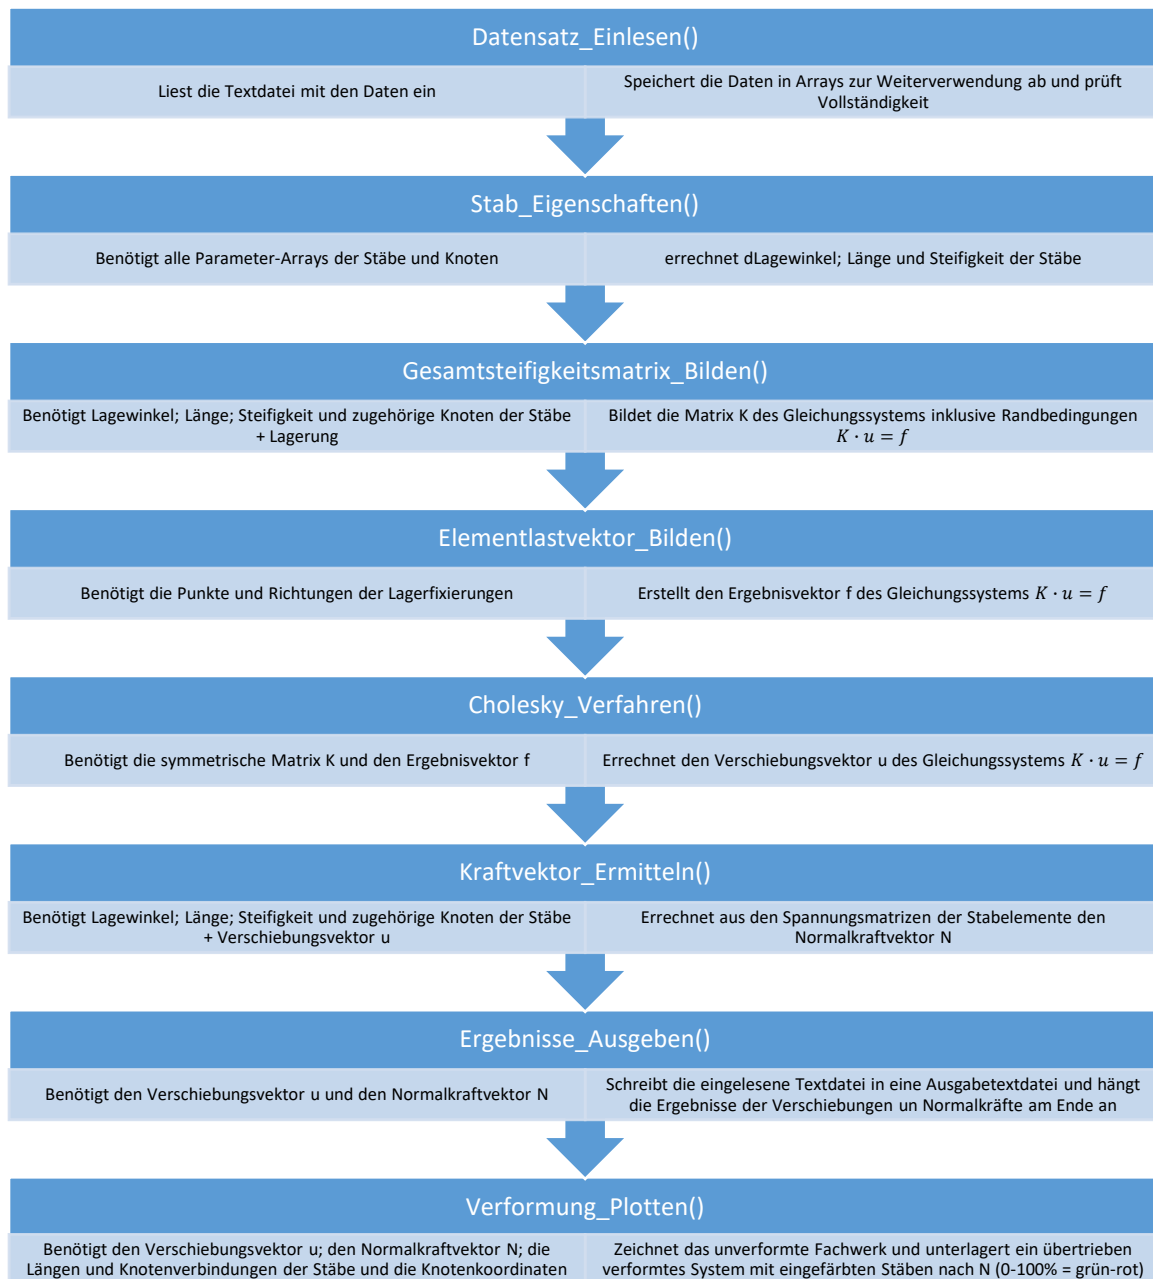 Datensatz_Einlesen()
Liest die Textdatei mit den Daten ein
Speichert die Daten in Arrays zur Weiterverwendung ab und prüft
Vollständigkeit
Stab_Eigenschaften()
Benötigt alle Parameter-Arrays der Stäbe und Knoten
errechnet dLagewinkel; Länge und Steifigkeit der Stäbe
Gesamtsteifigkeitsmatrix_Bilden()
Benötigt Lagewinkel; Länge; Steifigkeit und zugehörige Knoten der Stäbe
+ Lagerung
Bildet die Matrix K des Gleichungssystems inklusive Randbedingungen
K · u = f
Elementlastvektor_Bilden()
Benötigt die Punkte und Richtungen der Lagerfixierungen
Erstellt den Ergebnisvektor f des Gleichungssystems K · u = f
Cholesky_Verfahren()
Benötigt die symmetrische Matrix K und den Ergebnisvektor f
Errechnet den Verschiebungsvektor u des Gleichungssystems K · u = f
Kraftvektor_Ermitteln()
Benötigt Lagewinkel; Länge; Steifigkeit und zugehörige Knoten der Stäbe
+ Verschiebungsvektor u
Errechnet aus den Spannungsmatrizen der Stabelemente den
Normalkraftvektor N
Ergebnisse_Ausgeben()
Benötigt den Verschiebungsvektor u und den Normalkraftvektor N
Schreibt die eingelesene Textdatei in eine Ausgabetextdatei und hängt
die Ergebnisse der Verschiebungen un Normalkräfte am Ende an
Verformung_Plotten()
Benötigt den Verschiebungsvektor u; den Normalkraftvektor N; die
Längen und Knotenverbindungen der Stäbe und die Knotenkoordinaten
Zeichnet das unverformte Fachwerk und unterlagert ein übertrieben
verformtes System mit eingefärbten Stäben nach N (0-100% = grün-rot)